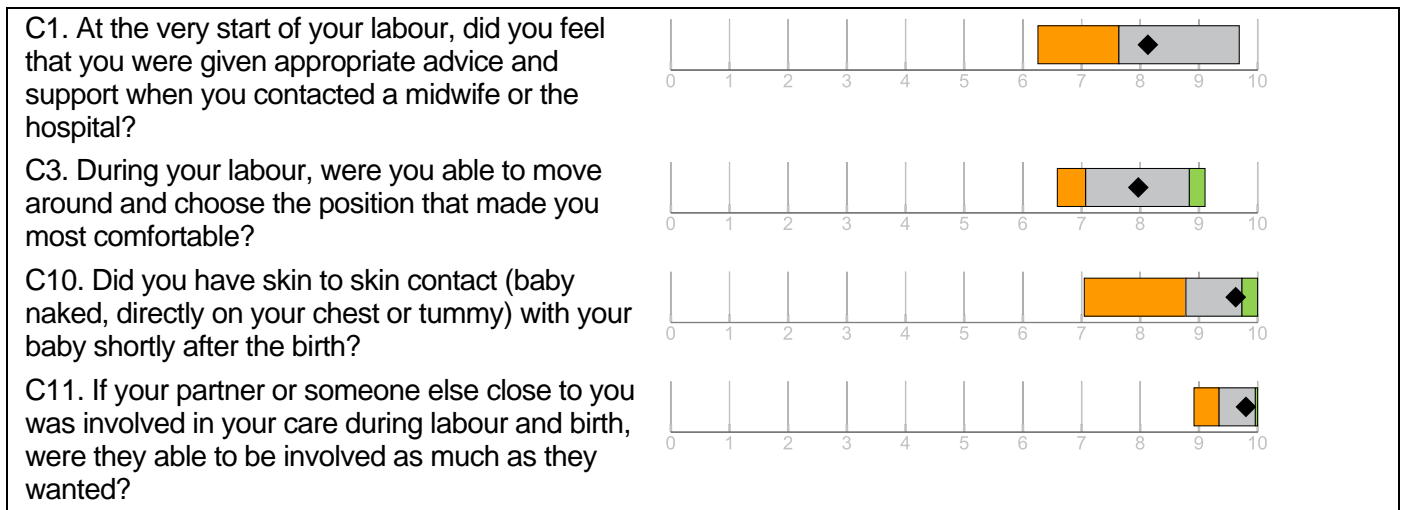 C1. At the very start of your labour, did you feel
that you were given appropriate advice and
support when you contacted a midwife or the
hospital?
0 1 2 3 4 5 6 7 8 9 10
C3. During your labour, were you able to move
around and choose the position that made you
most comfortable?
0 1 2 3 4 5 6 7 8 9 10
C10. Did you have skin to skin contact (baby
naked, directly on your chest or tummy) with your
baby shortly after the birth?
0 1 2 3 4 5 6 7 8 9 10
C11. If your partner or someone else close to you
was involved in your care during labour and birth,
were they able to be involved as much as they
wanted?
0 1 2 3 4 5 6 7 8 9 10